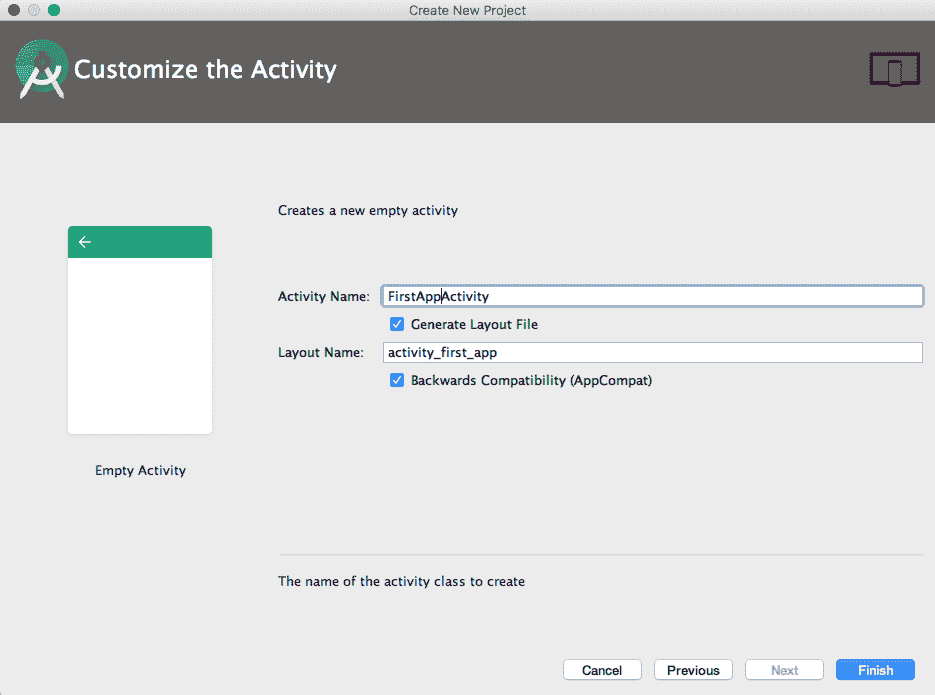 Create New Project
Customize the Activity
Creates a new empty activity
Activity Name: FirstAppActivity
Generate Layout File
Layout Name: activity_first_app
Backwards Compatibility (AppCompat)
Empty Activity
The name of the activity class to create
Cancel Previous Next Finish